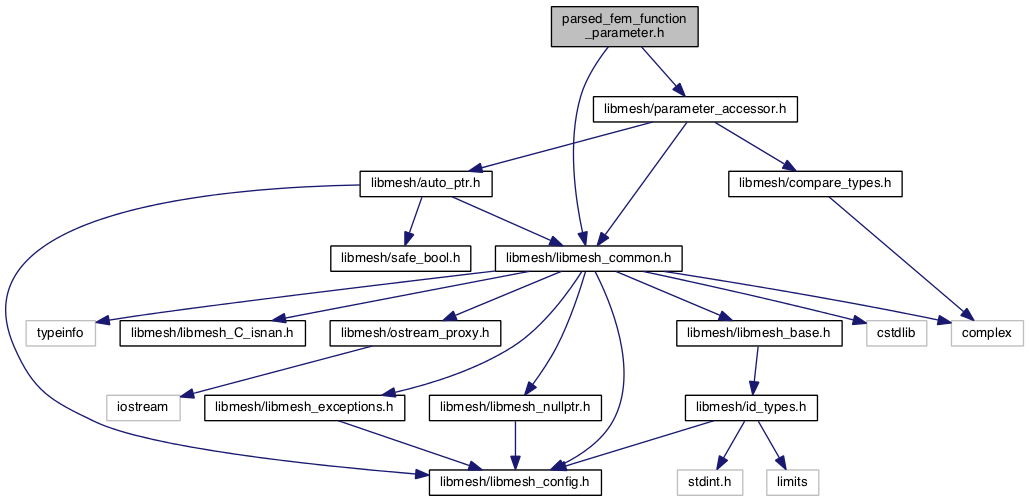 parsed_fem_function
_parameter.h
libmesh/parameter_accessor.h
libmesh/auto_ptr.h
libmesh/compare_types.h
libmesh/safe_bool.h
libmesh/libmesh_common.h
typeinfo
libmesh/libmesh_C_isnan.h
libmesh/ostream_proxy.h
libmesh/libmesh_base.h
cstdlib
complex
iostream
libmesh/libmesh_exceptions.h
libmesh/libmesh_nullptr.h
libmesh/id_types.h
libmesh/libmesh_config.h
stdint.h
limits